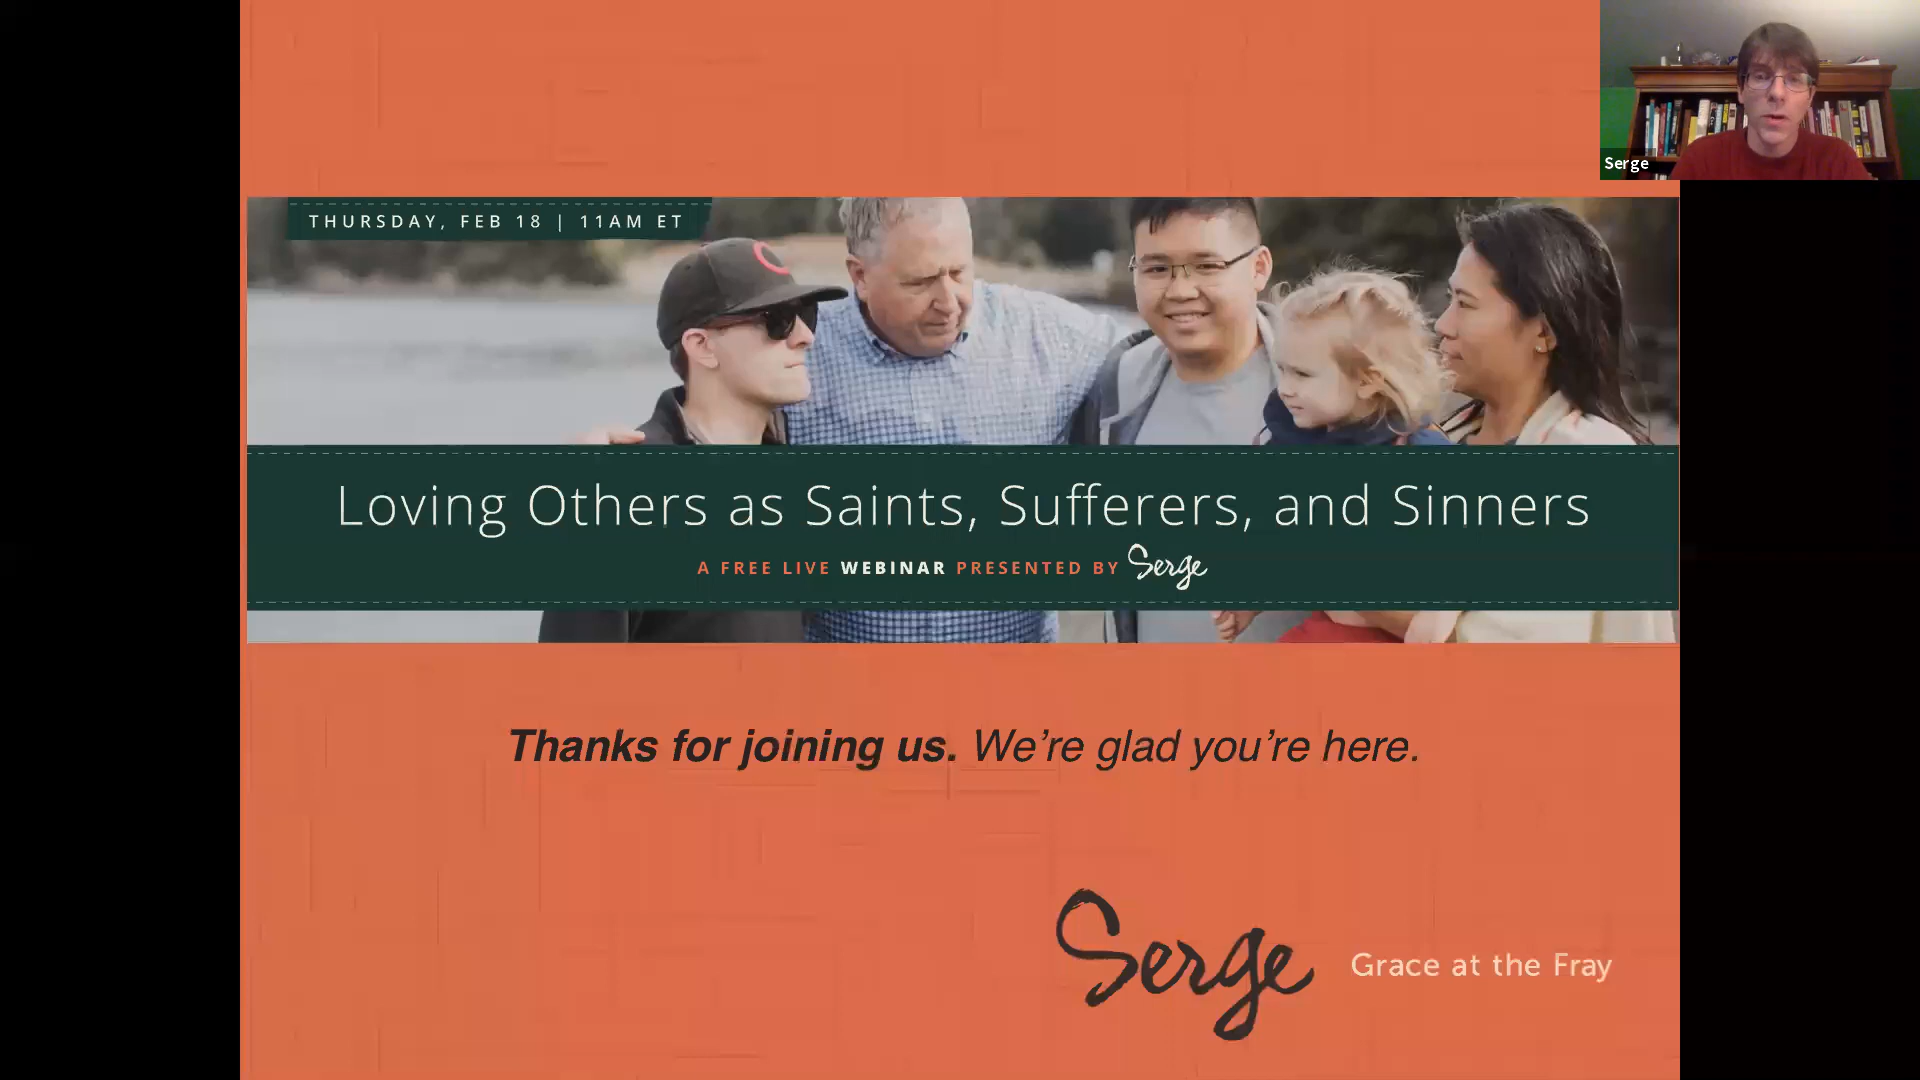 Serge
THURSDAY, FEB 18 | 11AM ET
Loving Others as Saints, Sufferers, and Sinners
A FREE LIVE WEBINAR PRESENTED BY Serge
Thanks for joining us. We’re glad you’re here.
Serge Grace at the Fray